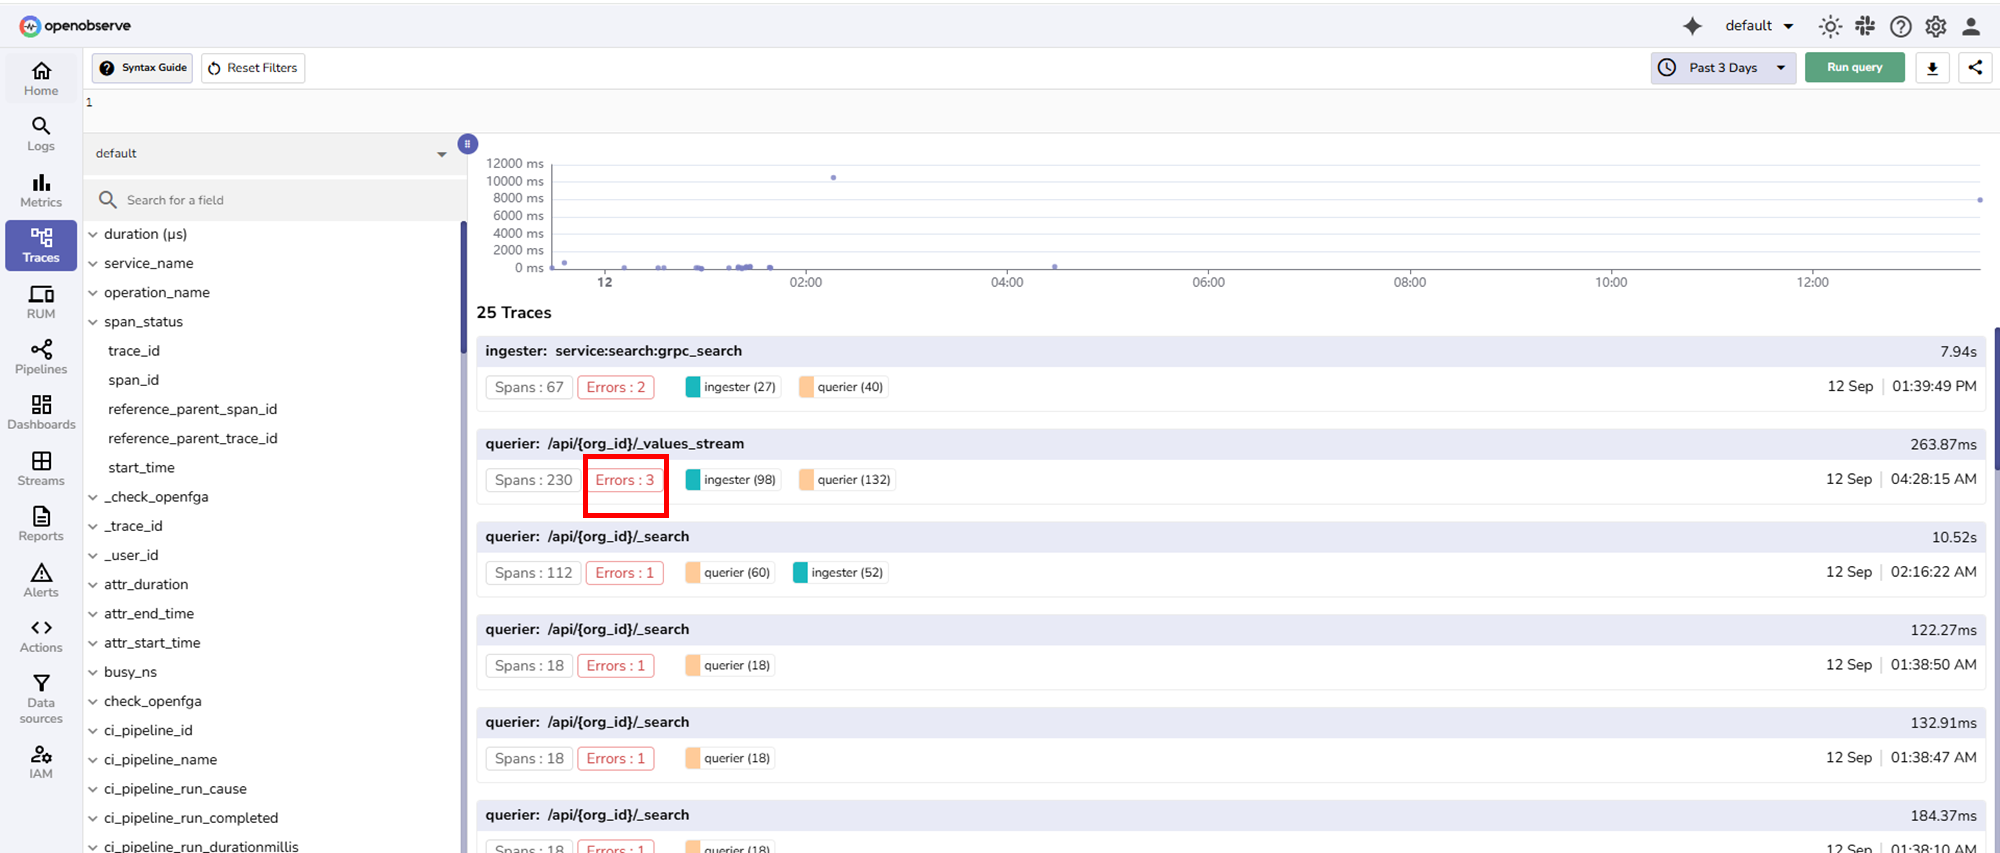 openobserve
default
Home
Logs
Metrics
Traces
RUM
Pipelines
Dashboards
Streams
Reports
Alerts
Actions
Data
sources
IAM
Syntax Guide
Reset Filters
Past 3 Days
Run query
1
default
Search for a field
duration (µs)
service_name
operation_name
span_status
trace_id
span_id
reference_parent_span_id
reference_parent_trace_id
start_time
_check_openfga
_trace_id
_user_id
attr_duration
attr_end_time
attr_start_time
busy_ns
check_openfga
ci_pipeline_id
ci_pipeline_name
ci_pipeline_run_cause
ci_pipeline_run_completed
ci_pipeline_run_durationmillis
12000 ms
10000 ms
8000 ms
6000 ms
4000 ms
2000 ms
0 ms
12 02:00 04:00 06:00 08:00 10:00 12:00
25 Traces
ingester: service:search:grpc_search 7.94s
Spans : 67 Errors : 2 ingester (27) querier (40) 12 Sep 01:39:49 PM
querier: /api/{org_id}/_values_stream 263.87ms
Spans : 230 Errors : 3 ingester (98) querier (132) 12 Sep 04:28:15 AM
querier: /api/{org_id}/_search 10.52s
Spans : 112 Errors : 1 querier (60) ingester (52) 12 Sep 02:16:22 AM
querier: /api/{org_id}/_search 122.27ms
Spans : 18 Errors : 1 querier (18) 12 Sep 01:38:50 AM
querier: /api/{org_id}/_search 132.91ms
Spans : 18 Errors : 1 querier (18) 12 Sep 01:38:47 AM
querier: /api/{org_id}/_search 184.37ms
Spans : 18 Errors : 1 querier (18) 12 Sep 01:38:10 AM